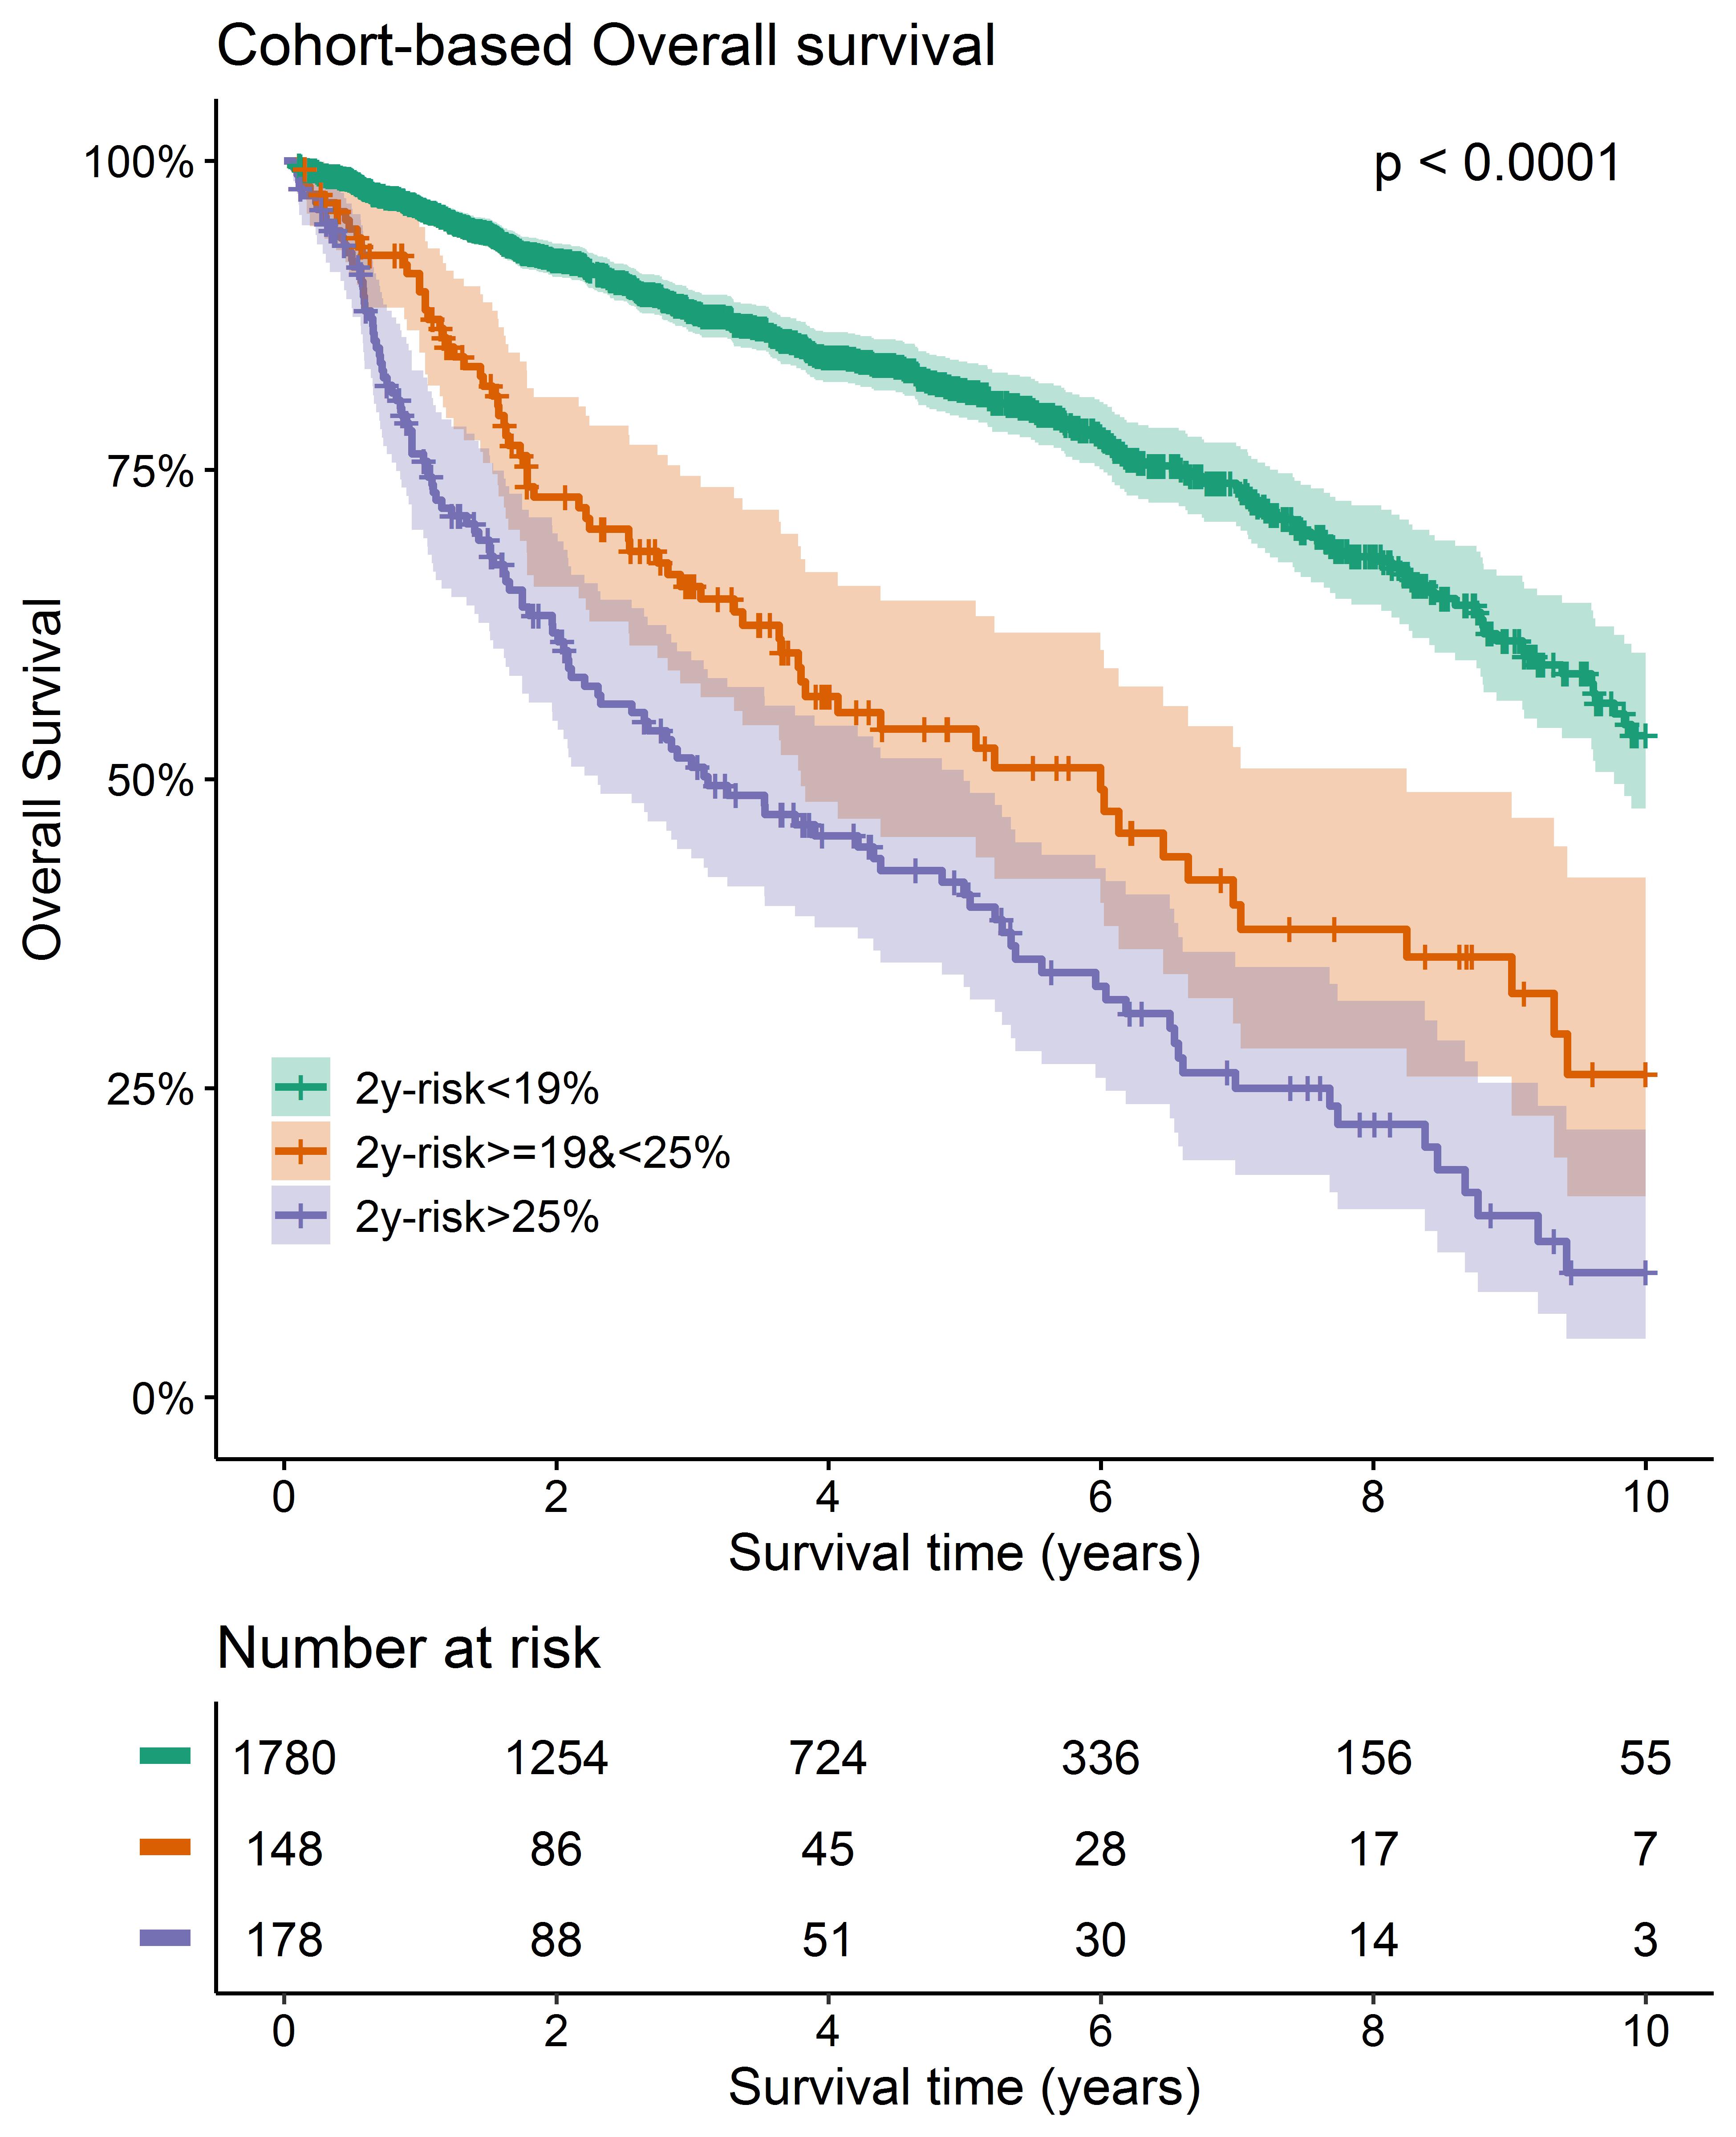 Cohort-based Overall survival
p < 0.0001
100%
75%
50%
25%
0%
Overall Survival
2y-risk<19%
2y-risk>=19&<25%
2y-risk>25%
0 2 4 6 8 10
Survival time (years)
Number at risk
1780 1254 724 336 156 55
148 86 45 28 17 7
178 88 51 30 14 3
0 2 4 6 8 10
Survival time (years)